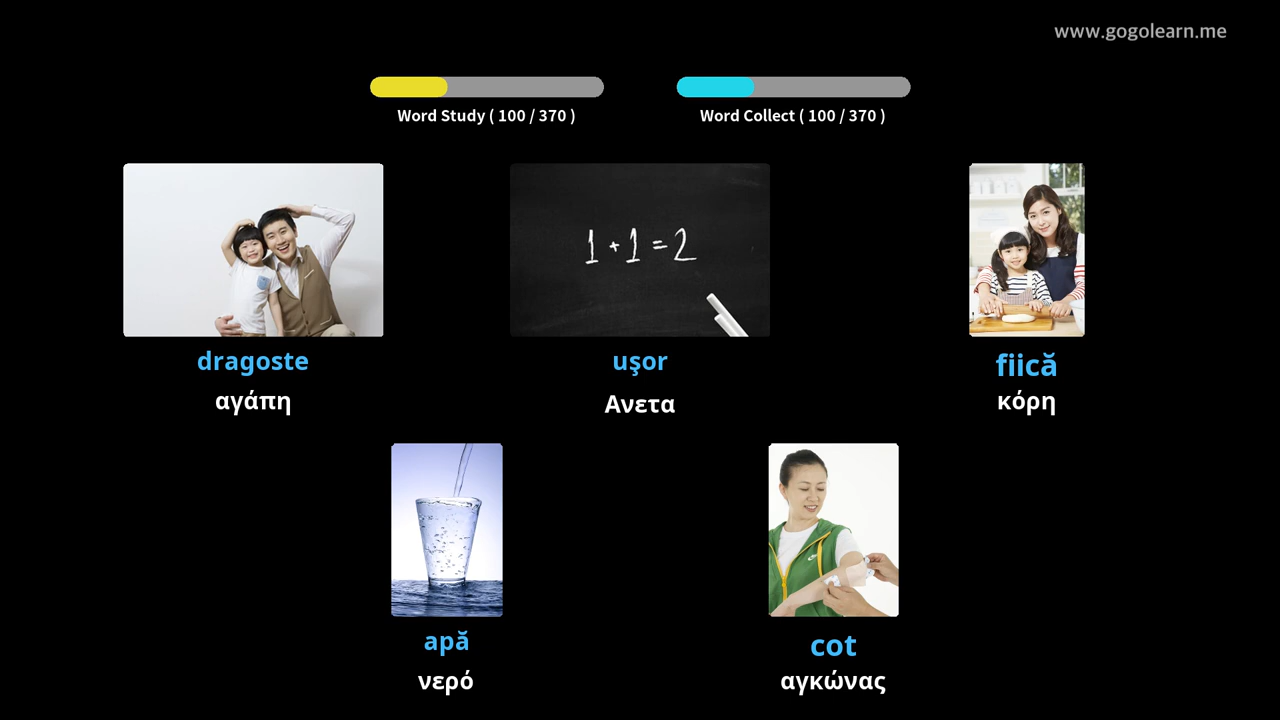 www.gogolearn.me
Word Study ( 100 / 370 )
Word Collect ( 100 / 370 )
1 + 1 = 2
dragoste
uşor
fiică
αγάπη
Ανετα
κόρη
apă
cot
νερό
αγκώνας